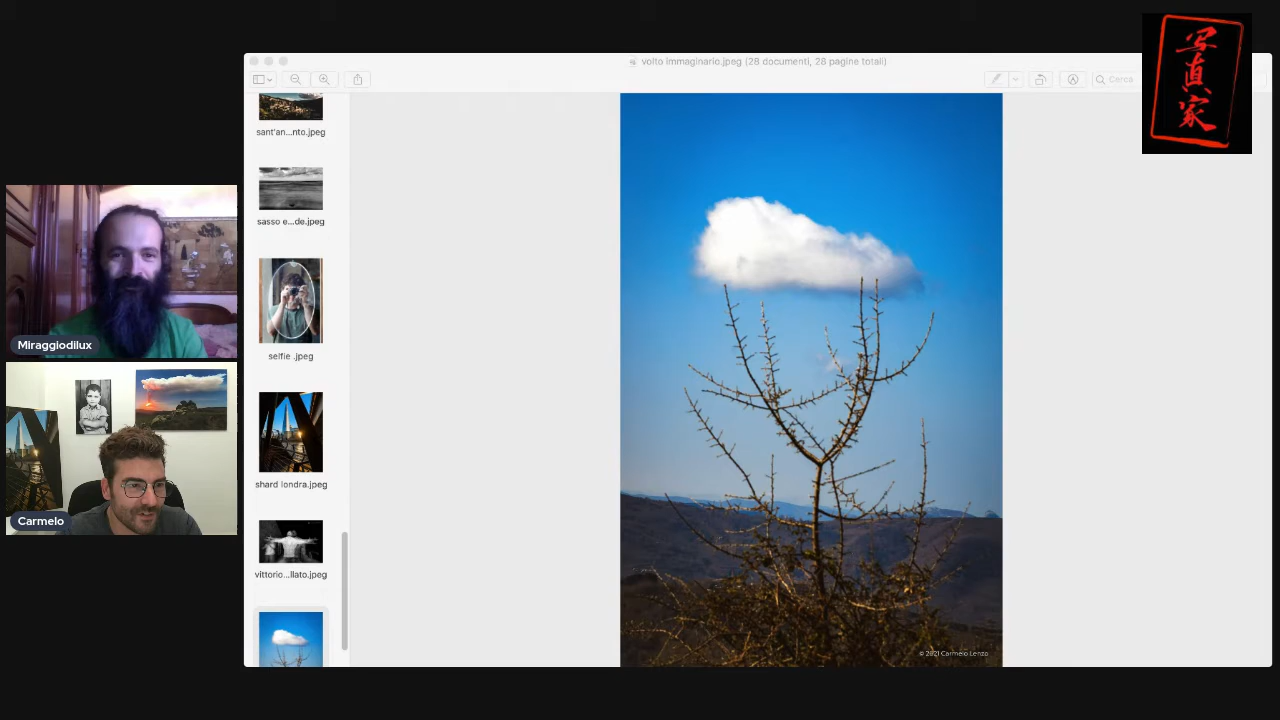 volto immaginario.jpeg (28 documenti, 28 pagine totali)
Cerca
写
真
家
sant'an...nto.jpeg
sasso e...de.jpeg
selfie .jpeg
shard londra.jpeg
vittorio...llato.jpeg
Miraggiodilux
Carmelo
© 2021 Carmelo Lenzo